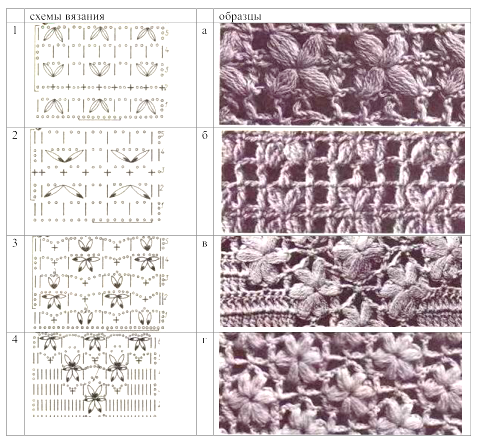 схемы вязания образцы
1 а
2 б
3 в
4 г